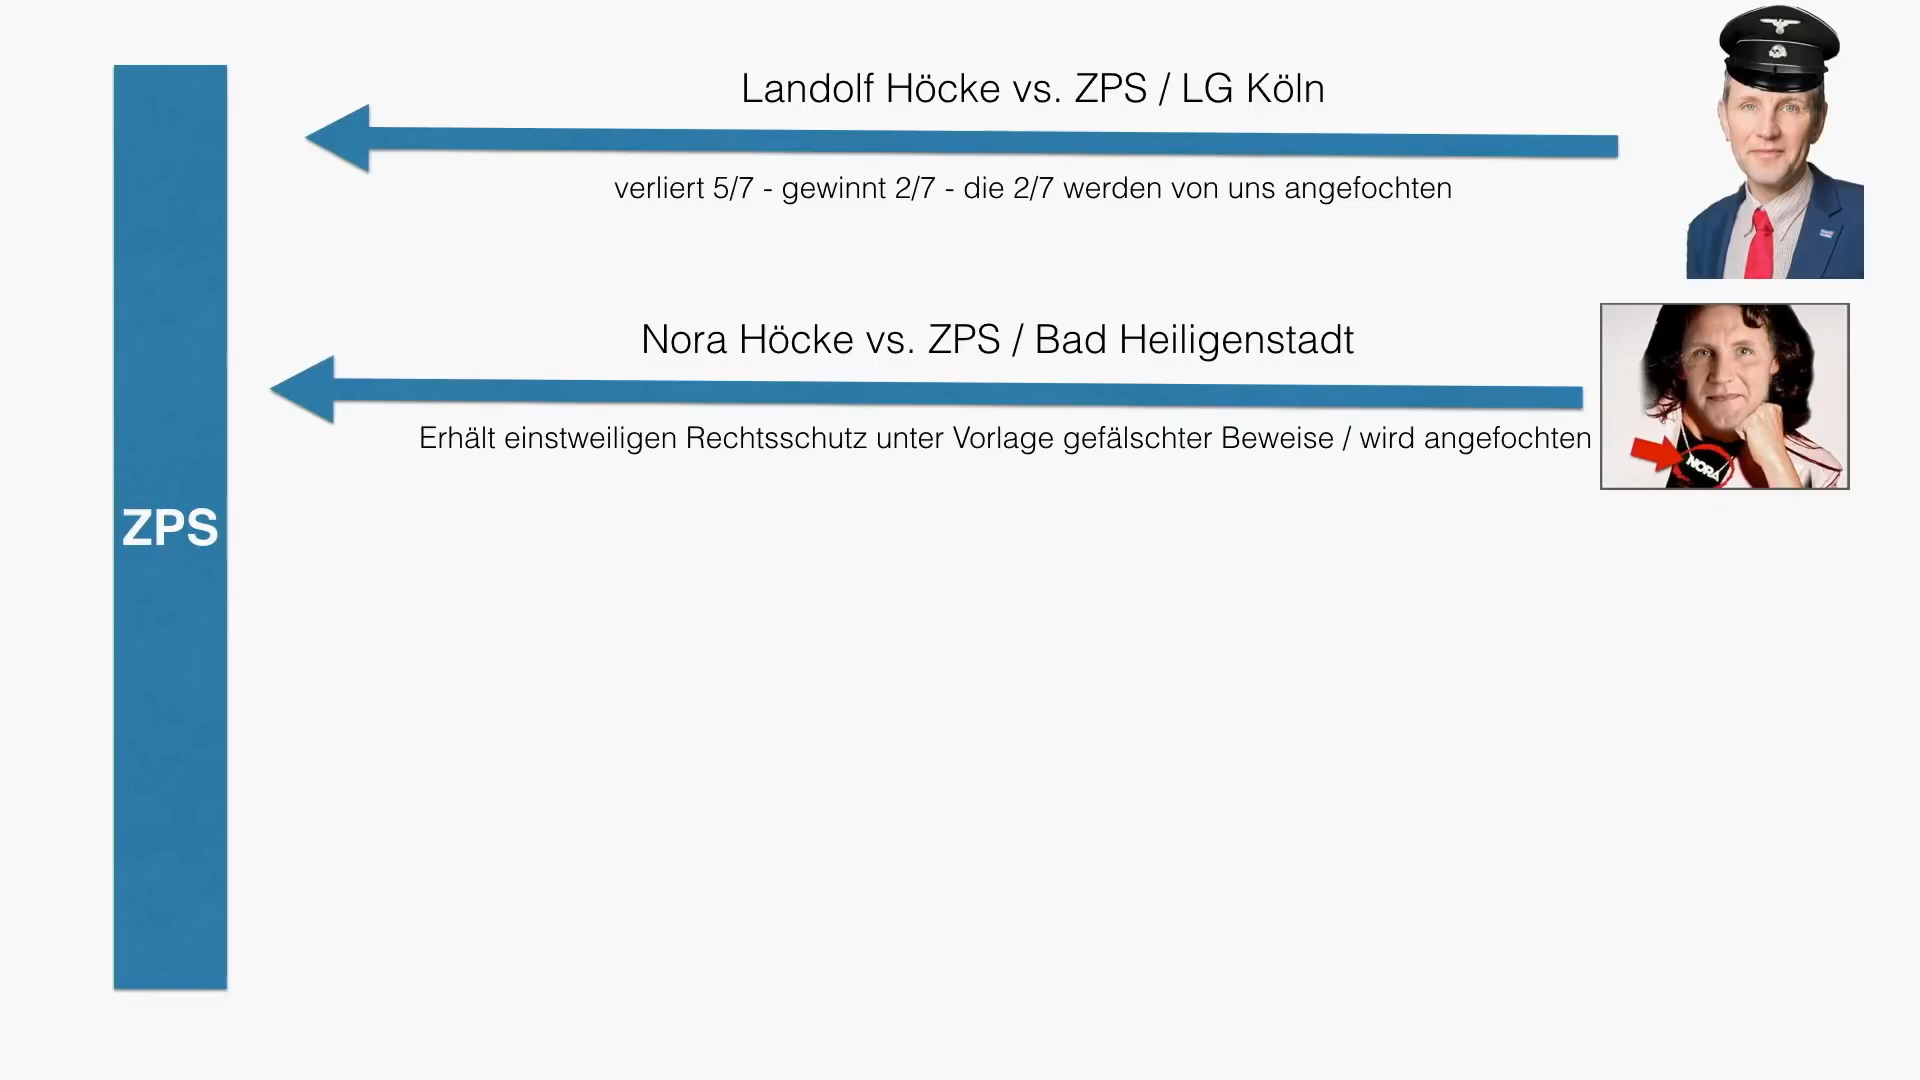 Landolf Höcke vs. ZPS / LG Köln
verliert 5/7 - gewinnt 2/7 - die 2/7 werden von uns angefochten
Nora Höcke vs. ZPS / Bad Heiligenstadt
Erhält einstweiligen Rechtsschutz unter Vorlage gefälschter Beweise / wird angefochten
NORA
ZPS